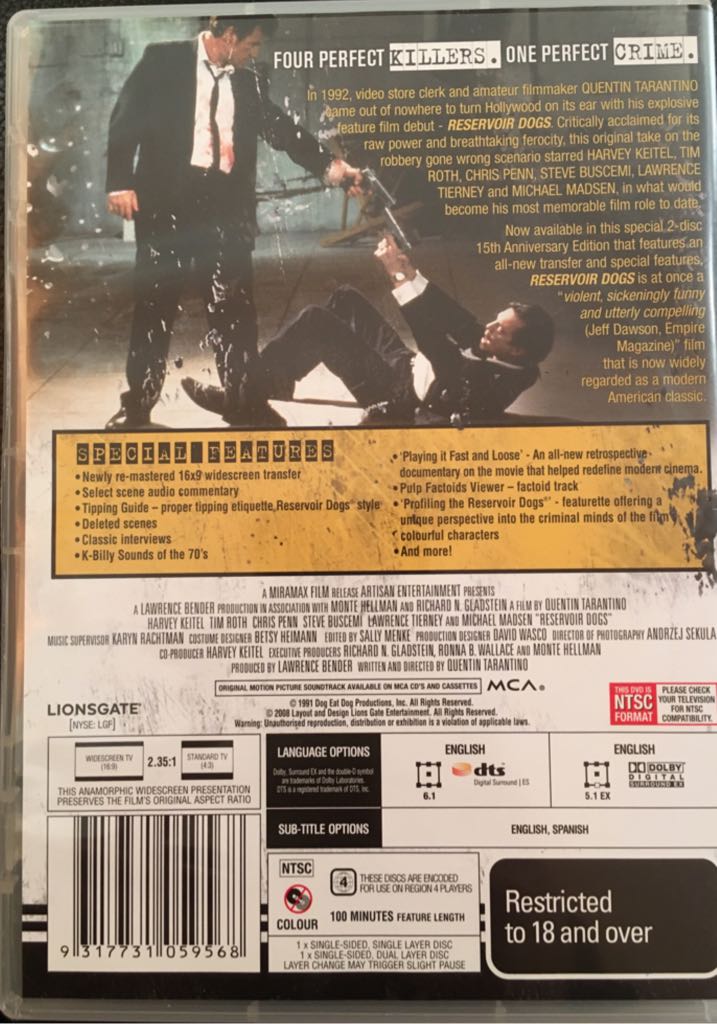 FOUR PERFECT KILLERS. ONE PERFECT CRIME.
In 1992, video store clerk and amateur filmmaker QUENTIN TARANTINO
came out of nowhere to turn Hollywood on its ear with his explosive
feature film debut - RESERVOIR DOGS. Critically acclaimed for its
raw power and breathtaking ferocity, this original take on the
robbery gone wrong scenario starred HARVEY KEITEL, TIM
ROTH, CHRIS PENN, STEVE BUSCEMI, LAWRENCE
TIERNEY and MICHAEL MADSEN, in what would
become his most memorable film role to date.
Now available in this special 2-disc
15th Anniversary Edition that features an
all-new transfer and special features,
RESERVOIR DOGS is at once a
"violent, sickeningly funny
and utterly compelling
(Jeff Dawson, Empire
Magazine)" film
that is now widely
regarded as a modern
American classic.
SPECIAL FEATURES
•Newly re-mastered 16x9 widescreen transfer
•Select scene audio commentary
•Tipping Guide – proper tipping etiquette, Reservoir Dogs® style
•Deleted scenes
•Classic interviews
•K-Billy Sounds of the 70's
•'Playing it Fast and Loose' - An all-new retrospective
documentary on the movie that helped redefine modern cinema.
•Pulp Factoids Viewer – factoid track
•'Profiling the Reservoir Dogs®' - featurette offering a
unique perspective into the criminal minds of the film's
colourful characters
•And more!
A MIRAMAX FILM RELEASE ARTISAN ENTERTAINMENT PRESENTS
A LAWRENCE BENDER PRODUCTION IN ASSOCIATION WITH MONTE HELLMAN AND RICHARD N. GLADSTEIN A FILM BY QUENTIN TARANTINO
HARVEY KEITEL TIM ROTH CHRIS PENN STEVE BUSCEMI LAWRENCE TIERNEY AND MICHAEL MADSEN "RESERVOIR DOGS"
MUSIC SUPERVISOR KARYN RACHTMAN COSTUME DESIGNER BETSY HEIMANN EDITED BY SALLY MENKE PRODUCTION DESIGNER DAVID WASCO DIRECTOR OF PHOTOGRAPHY ANDRZEJ SEKULA
CO-PRODUCER HARVEY KEITEL EXECUTIVE PRODUCERS RICHARD N. GLADSTEIN, RONNA B. WALLACE AND MONTE HELLMAN
PRODUCED BY LAWRENCE BENDER WRITTEN AND DIRECTED BY QUENTIN TARANTINO
ORIGINAL MOTION PICTURE SOUNDTRACK AVAILABLE ON MCA CD'S AND CASSETTES MCA®
LIONSGATE™
[NYSE: LGF]
© 1991 Dog Eat Dog Productions, Inc. All Rights Reserved.
© 2008 Layout and Design Lions Gate Entertainment. All Rights Reserved.
Warning: Unauthorised reproduction, distribution or exhibition is a violation of applicable laws.
THIS DVD IS
NTSC
FORMAT
PLEASE CHECK
YOUR TELEVISION
FOR NTSC
COMPATIBILITY.
WIDESCREEN TV
(16:9)
2.35:1
STANDARD TV
(4:3)
THIS ANAMORPHIC WIDESCREEN PRESENTATION
PRESERVES THE FILM'S ORIGINAL ASPECT RATIO
LANGUAGE OPTIONS
Dolby, Surround EX and the double-D symbol
are trademarks of Dolby Laboratories.
DTS is a registered trademark of DTS, Inc.
ENGLISH
6.1
dts
Digital Surround | ES
ENGLISH
5.1 EX
DOLBY
DIGITAL
SURROUND EX
SUB-TITLE OPTIONS
ENGLISH, SPANISH
9 317731 059568
NTSC
COLOUR
4
THESE DISCS ARE ENCODED
FOR USE ON REGION 4 PLAYERS
100 MINUTES FEATURE LENGTH
1 x SINGLE-SIDED, SINGLE LAYER DISC
1 x SINGLE-SIDED, DUAL LAYER DISC
LAYER CHANGE MAY TRIGGER SLIGHT PAUSE
Restricted
to 18 and over